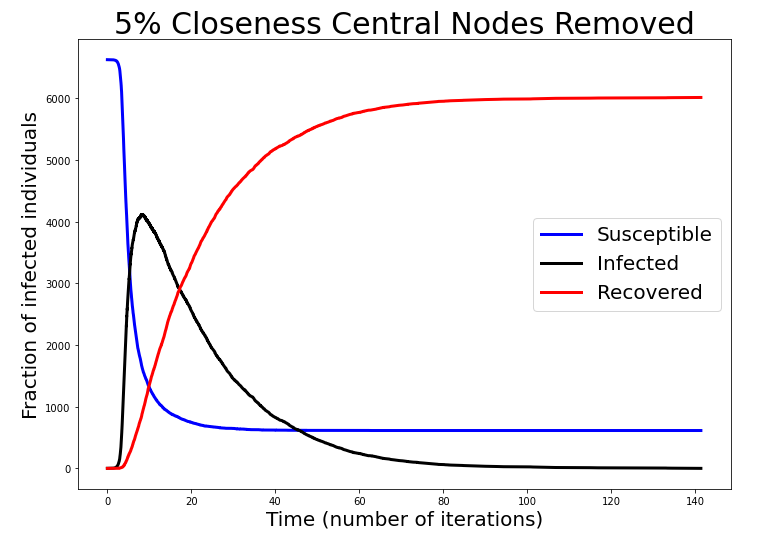 5% Closeness Central Nodes Removed
Fraction of infected individuals
6000
5000
4000
3000
2000
1000
0
Susceptible
Infected
Recovered
0 20 40 60 80 100 120 140
Time (number of iterations)